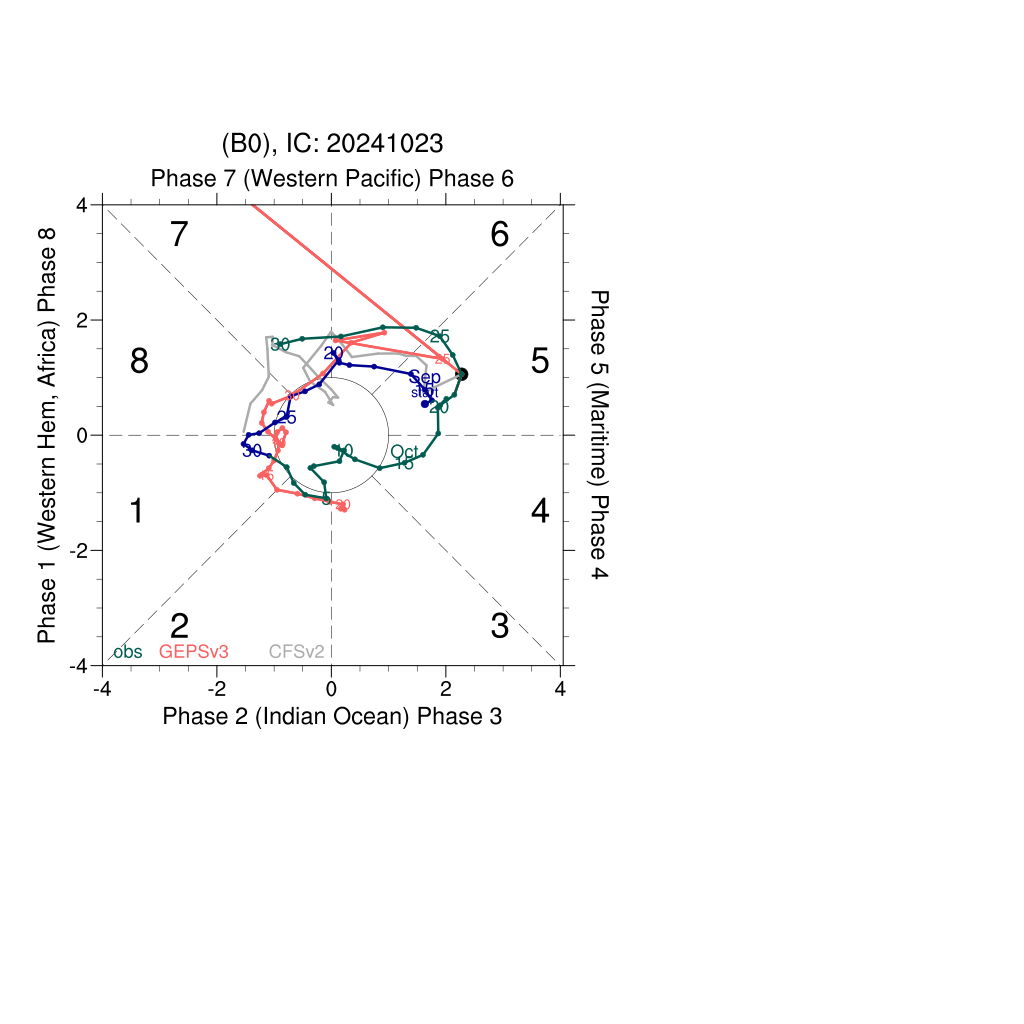 (B0), IC: 20241023
Phase 7 (Western Pacific) Phase 6
Phase 1 (Western Hem, Africa) Phase 8
Phase 5 (Maritime) Phase 4
4
2
0
-2
-4
7
6
8
5
1
4
2
3
30
25
20
25
Sep
start
20
25
30
Oct
10
15
5
30
obs
GEPSv3
CFSv2
-4
-2
0
2
4
Phase 2 (Indian Ocean) Phase 3